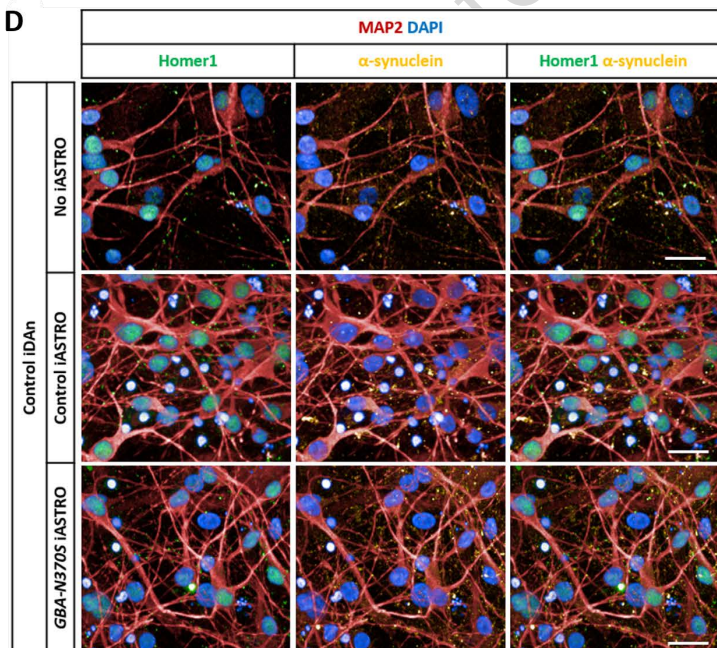 D
MAP2 DAPI
Homer1
α-synuclein
Homer1 α-synuclein
Control iDAn
No iASTRO
Control iASTRO
GBA-N370S iASTRO